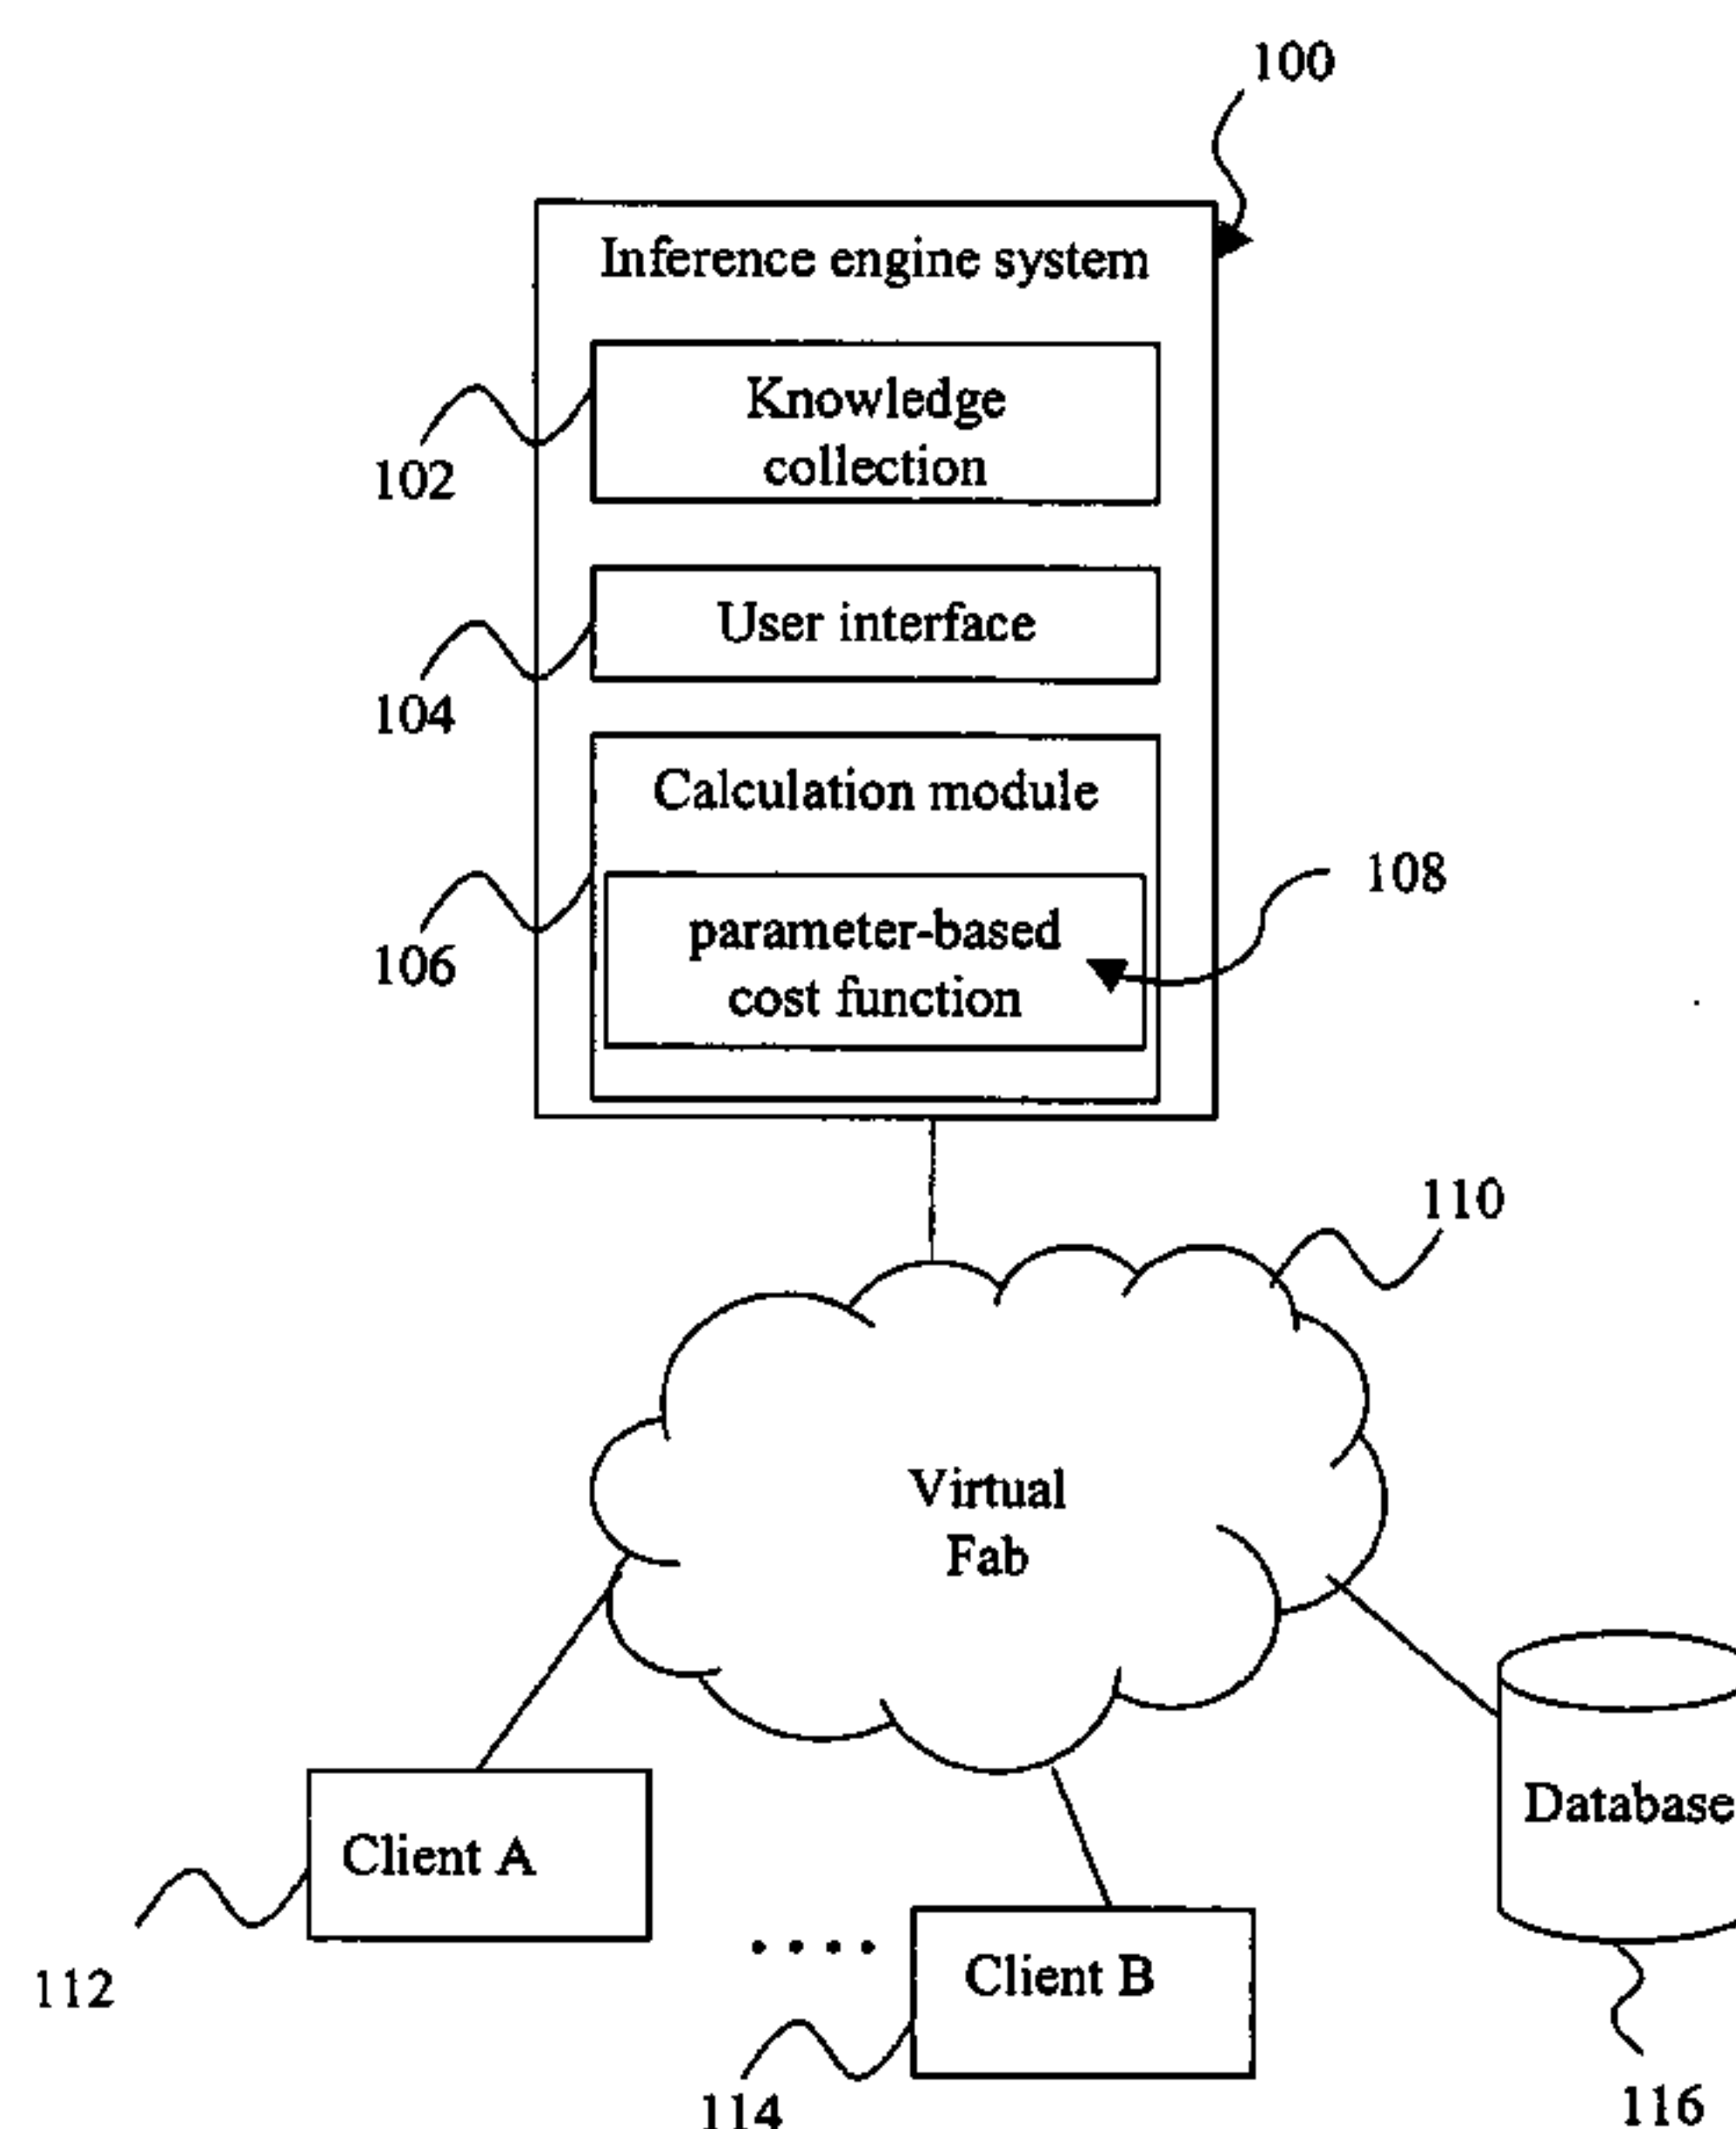 100
Inference engine system
Knowledge
collection
102
User interface
104
Calculation module
108
parameter-based
cost function
106
110
Virtual
Fab
Database
Client A
Client B
112
114
116